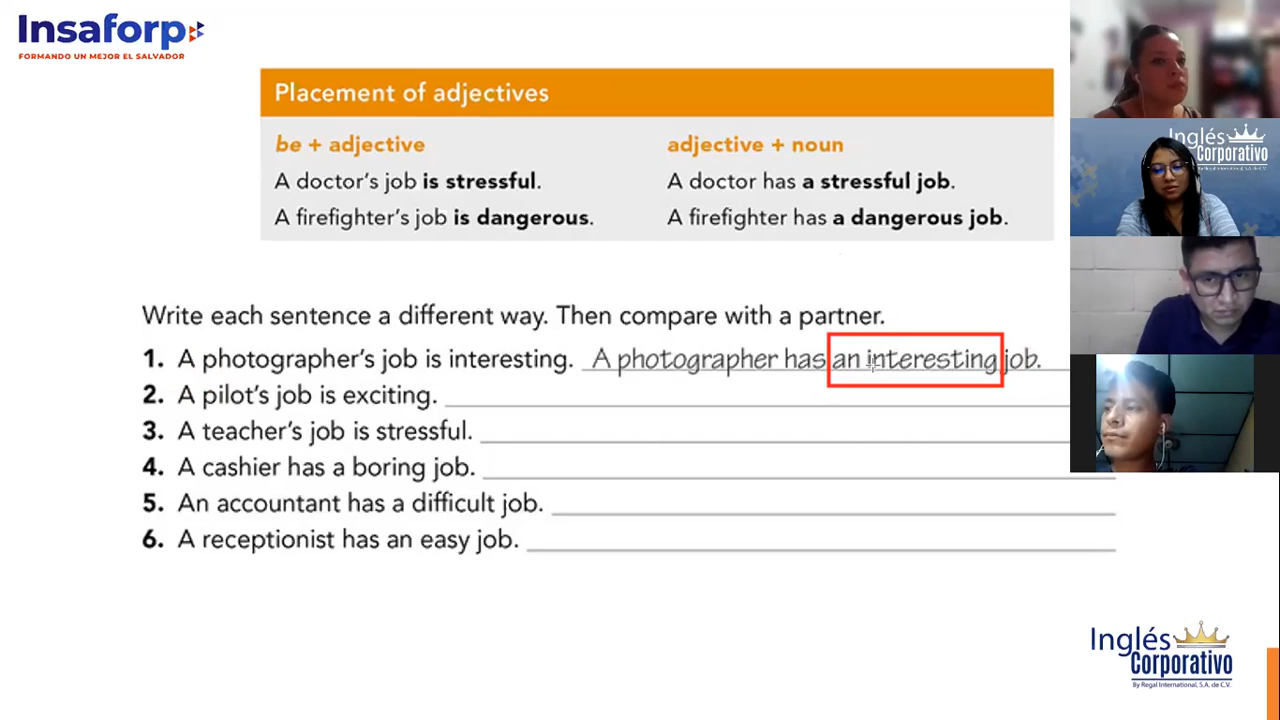 Insaforp
FORMANDO UN MEJOR EL SALVADOR
Placement of adjectives
be + adjective
A doctor's job is stressful.
A firefighter's job is dangerous.
adjective + noun
A doctor has a stressful job.
A firefighter has a dangerous job.
Write each sentence a different way. Then compare with a partner.
1. A photographer's job is interesting. A photographer has an interesting job.
2. A pilot's job is exciting.
3. A teacher's job is stressful.
4. A cashier has a boring job.
5. An accountant has a difficult job.
6. A receptionist has an easy job.
Inglés
Corporativo
By Regal International, S.A. de C.V.
Inglés
Corporativo
By Regal International, S.A. de C.V.